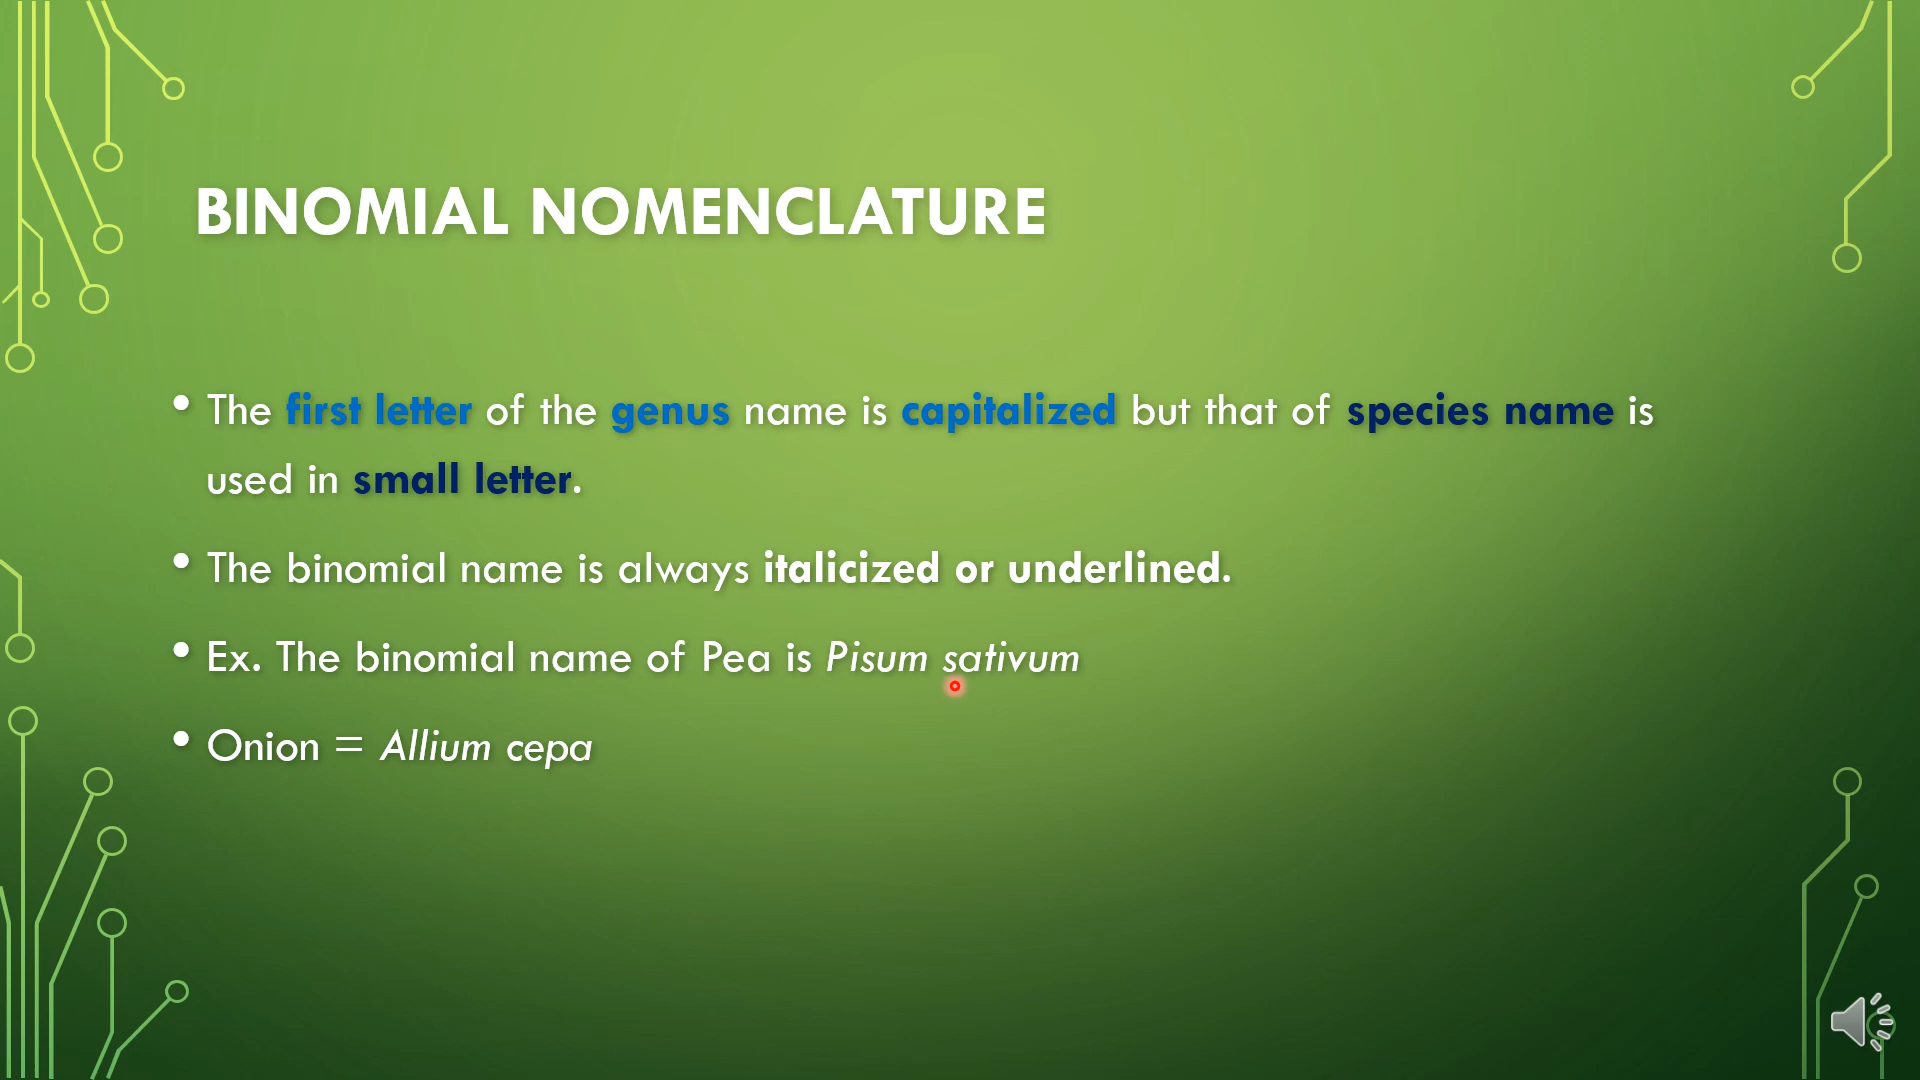 BINOMIAL NOMENCLATURE
• The first letter of the genus name is capitalized but that of species name is
used in small letter.
• The binomial name is always italicized or underlined.
• Ex. The binomial name of Pea is Pisum sativum
• Onion = Allium cepa